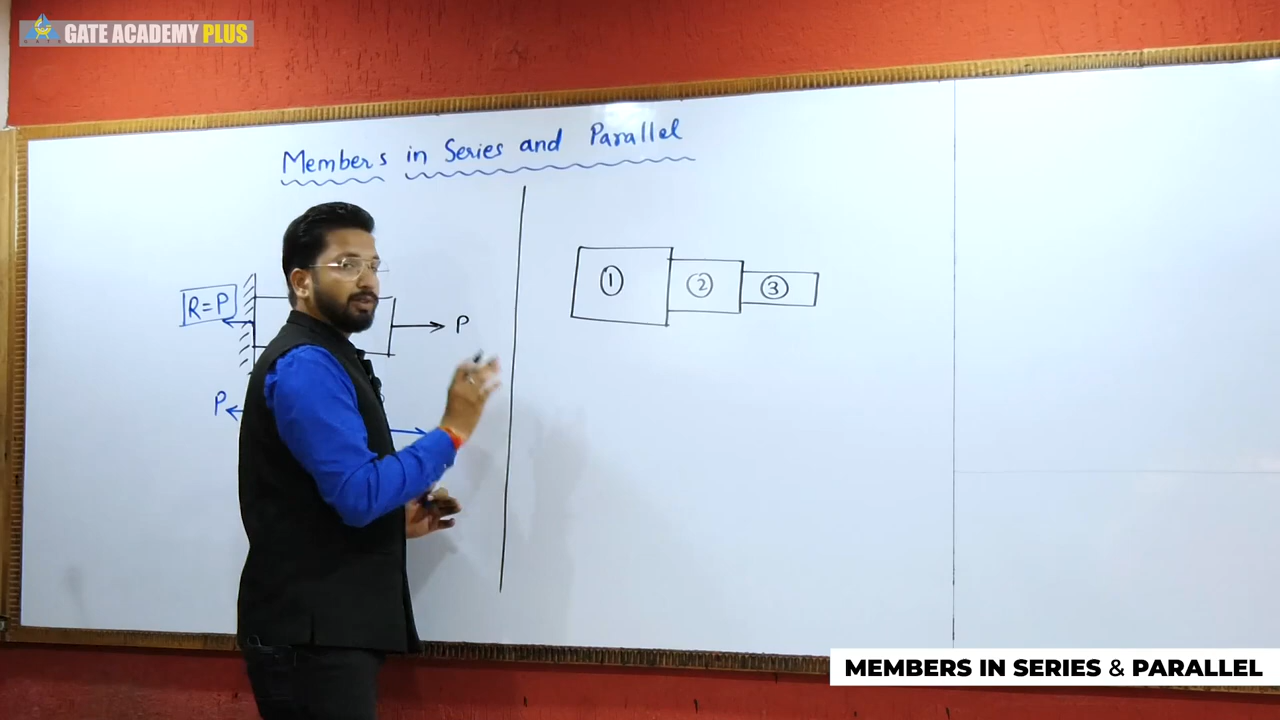 GATE ACADEMY PLUS
Members in Series and Parallel
R=P
P
P
① ② ③
MEMBERS IN SERIES & PARALLEL